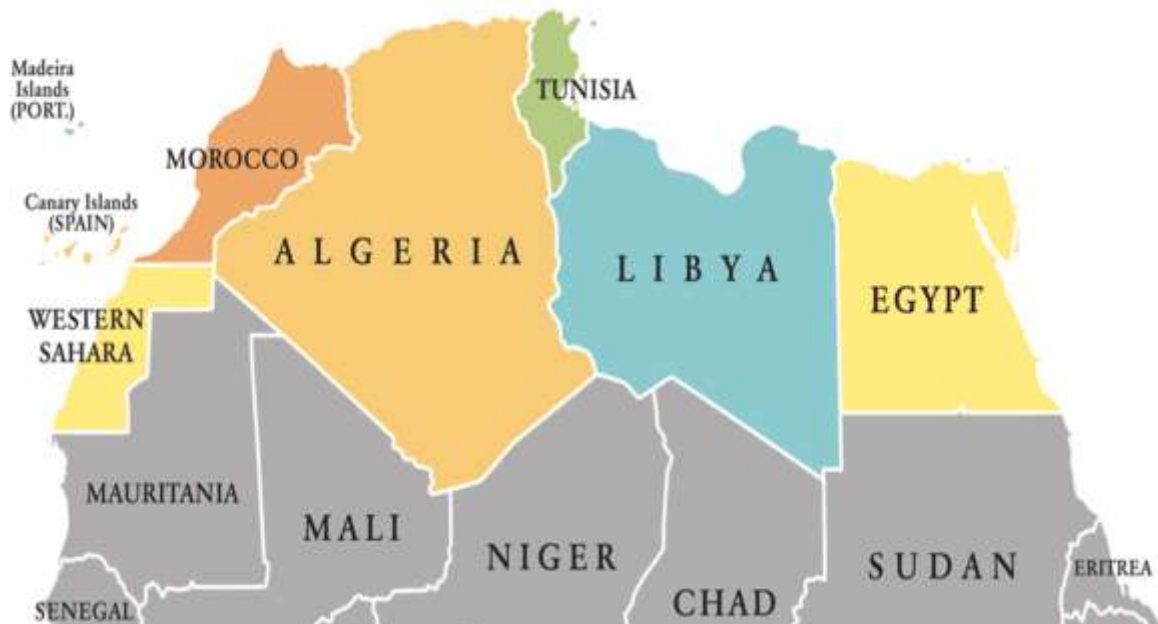 Madeira
Islands
(PORT.)
TUNISIA
MOROCCO
Canary Islands
(SPAIN)
ALGERIA
LIBYA
EGYPT
WESTERN
SAHARA
MAURITANIA
MALI
NIGER
SUDAN
ERITREA
CHAD
SENEGAL